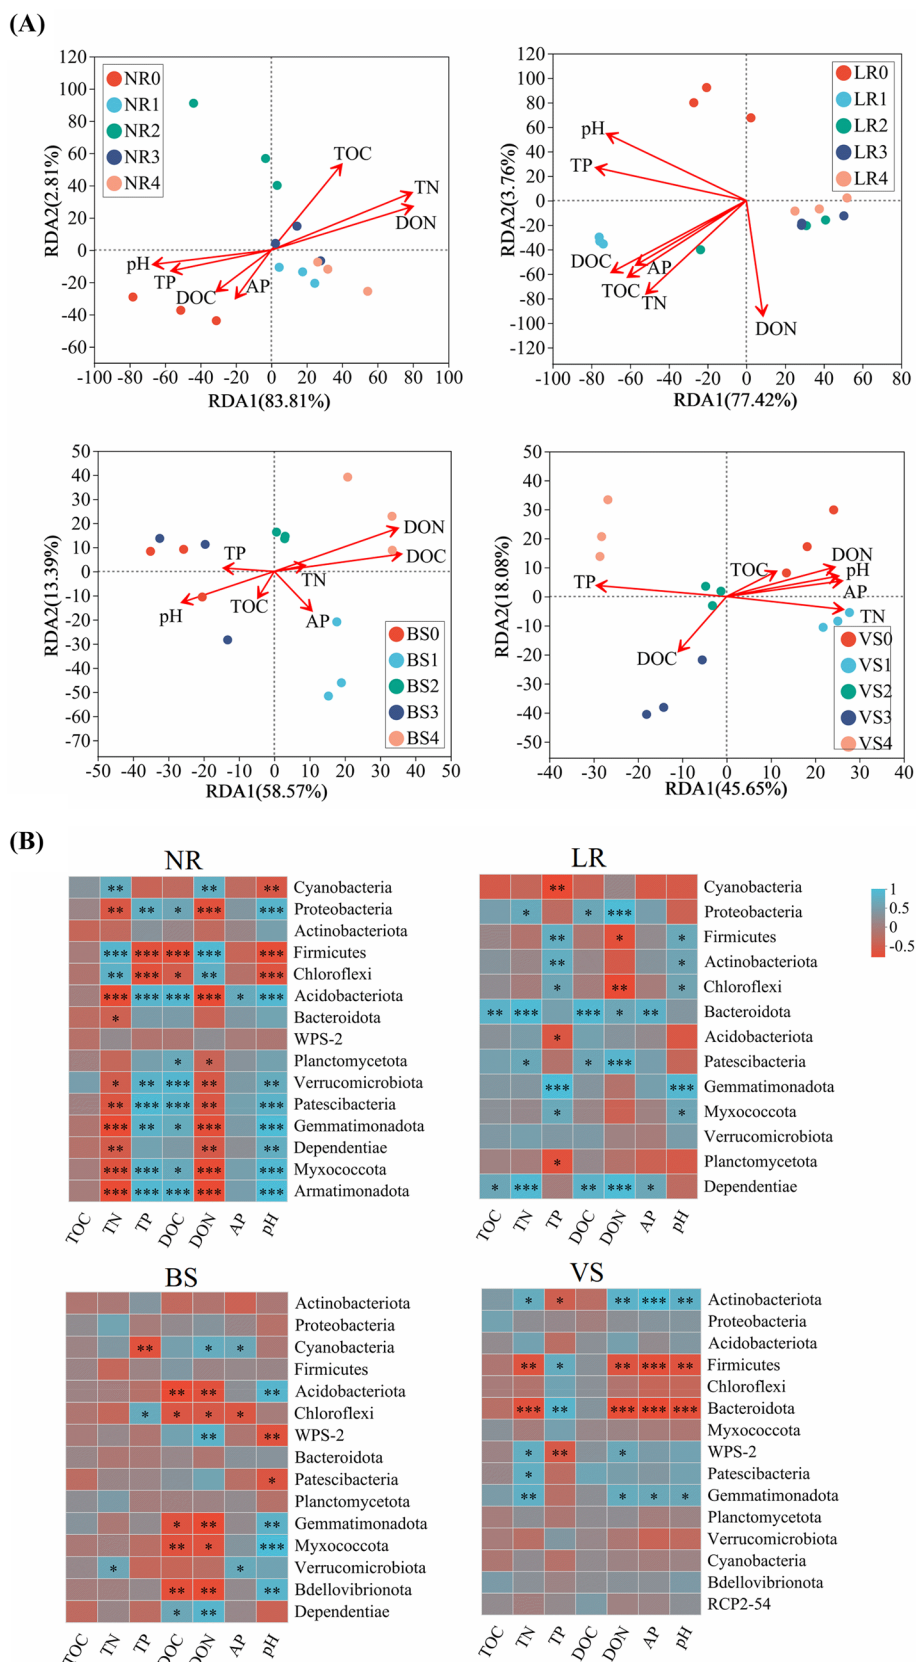 (A)
120
100
80
60
40
20
0
-20
-40
-60
-100 -80 -60 -40 -20 0 20 40 60 80 100
RDA1(83.81%)
RDA2(2.81%)
NR0
NR1
NR2
NR3
NR4
TOC
TN
DON
pH
TP
DOC
AP
120
100
80
60
40
20
0
-20
-40
-60
-80
-100
-120
-100 -80 -60 -40 -20 0 20 40 60 80
RDA1(77.42%)
RDA2(3.76%)
LR0
LR1
LR2
LR3
LR4
pH
TP
DOC
AP
TOC
TN
DON
50
40
30
20
10
0
-10
-20
-30
-40
-50
-60
-70
-50 -40 -30 -20 -10 0 10 20 30 40 50
RDA1(58.57%)
RDA2(13.39%)
DON
DOC
TP
TN
pH
TOC
AP
BS0
BS1
BS2
BS3
BS4
50
40
30
20
10
0
-10
-20
-30
-40
-50
-40 -30 -20 -10 0 10 20 30 40
RDA1(45.65%)
RDA2(18.08%)
TOC
DON
pH
AP
TP
TN
DOC
VS0
VS1
VS2
VS3
VS4
(B)
NR
** ** ** Cyanobacteria
** ** * *** *** Proteobacteria
Actinobacteriota
*** *** *** *** *** Firmicutes
** *** * ** *** Chloroflexi
*** *** *** *** * *** Acidobacteriota
* Bacteroidota
WPS-2
* * Planctomycetota
* ** *** ** ** Verrucomicrobiota
** *** *** ** *** Patescibacteria
*** ** * *** *** Gemmatimonadota
** ** ** Dependentiae
*** *** * *** *** Myxococcota
*** *** *** *** *** Armatimonadota
TOC TN TP DOC DON AP pH
LR
** Cyanobacteria
* * *** Proteobacteria
** * * Firmicutes
** * Actinobacteriota
* ** * Chloroflexi
** *** *** * ** Bacteroidota
* Acidobacteriota
* * *** Patescibacteria
*** *** Gemmatimonadota
* * Myxococcota
Verrucomicrobiota
* Planctomycetota
* *** ** *** * Dependentiae
TOC TN TP DOC DON AP pH
1
0.5
0
-0.5
BS
Actinobacteriota
Proteobacteria
** * * Cyanobacteria
Firmicutes
** ** ** Acidobacteriota
* * * * Chloroflexi
** ** WPS-2
Bacteroidota
* Patescibacteria
Planctomycetota
* ** ** Gemmatimonadota
** * *** Myxococcota
* * Verrucomicrobiota
** ** ** Bdellovibrionota
* ** Dependentiae
TOC TN TP DOC DON AP pH
VS
* * ** *** ** Actinobacteriota
Proteobacteria
Acidobacteriota
** * ** *** ** Firmicutes
Chloroflexi
*** ** *** *** *** Bacteroidota
Myxococcota
* ** * WPS-2
* Patescibacteria
** * * * Gemmatimonadota
Planctomycetota
Verrucomicrobiota
Cyanobacteria
Bdellovibrionota
RCP2-54
TOC TN TP DOC DON AP pH